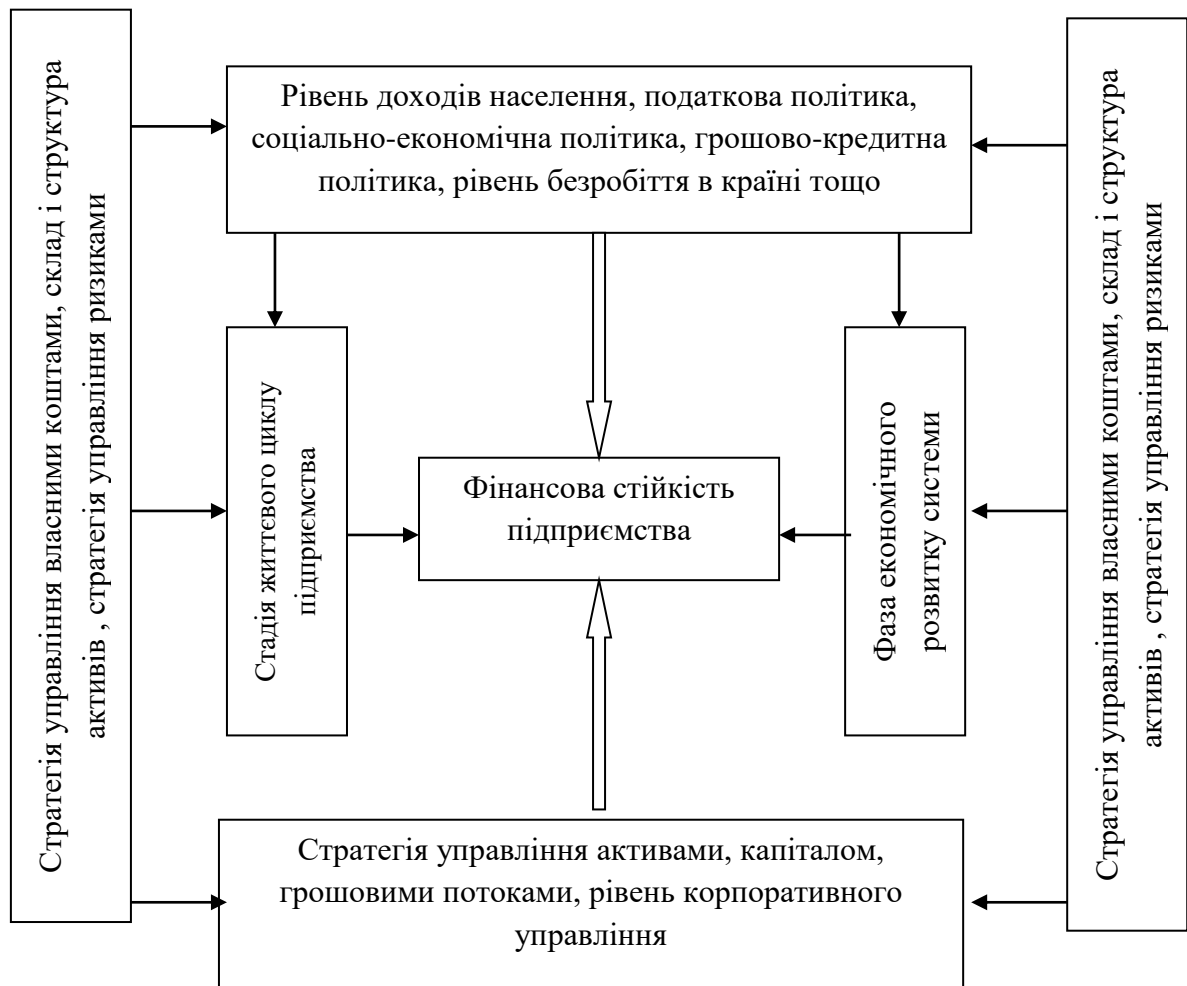 Стратегія управління власними коштами, склад і структура
активів , стратегія управління ризиками
Рівень доходів населення, податкова політика,
соціально-економічна політика, грошово-кредитна
політика, рівень безробіття в країні тощо
Стадія життєвого циклу
підприємства
Фінансова стійкість
підприємства
Фаза економічного
розвитку системи
Стратегія управління активами, капіталом,
грошовими потоками, рівень корпоративного
управління
Стратегія управління власними коштами, склад і структура
активів , стратегія управління ризиками